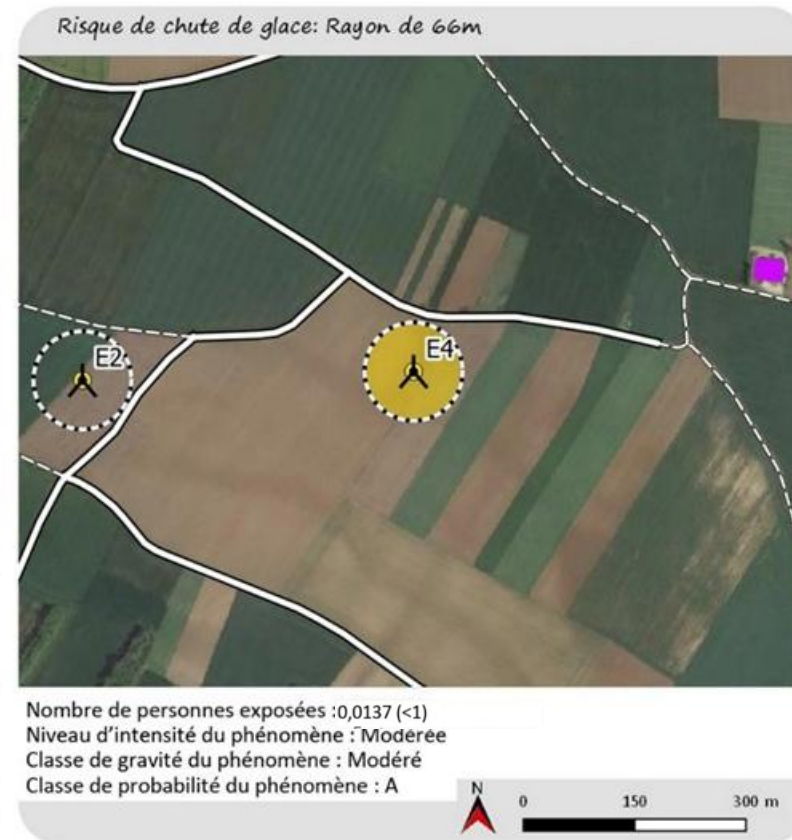 Risque de chute de glace: Rayon de 66m
E2
E4
Nombre de personnes exposées :0,0137 (<1)
Niveau d'intensité du phénomène : Modérée
Classe de gravité du phénomène : Modéré
Classe de probabilité du phénomène : A
N
0 150 300 m